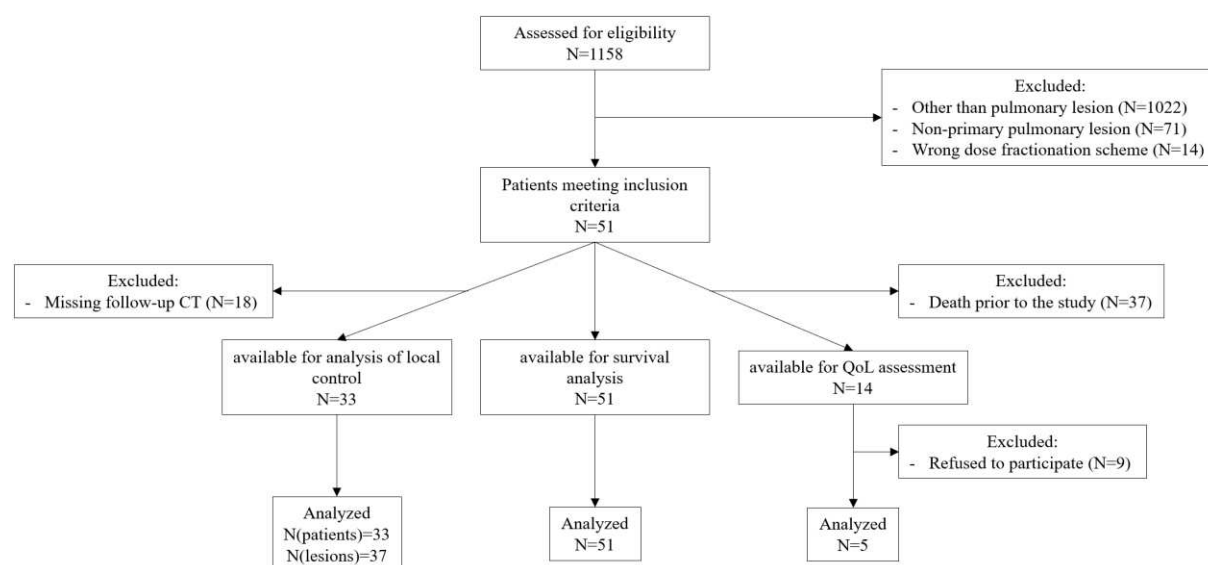 Assessed for eligibility
N=1158
Excluded:
- Other than pulmonary lesion (N=1022)
- Non-primary pulmonary lesion (N=71)
- Wrong dose fractionation scheme (N=14)
Patients meeting inclusion
criteria
N=51
Excluded:
- Missing follow-up CT (N=18)
Excluded:
- Death prior to the study (N=37)
available for analysis of local
control
N=33
available for survival
analysis
N=51
available for QoL assessment
N=14
Excluded:
- Refused to participate (N=9)
Analyzed
N(patients)=33
N(lesions)=37
Analyzed
N=51
Analyzed
N=5